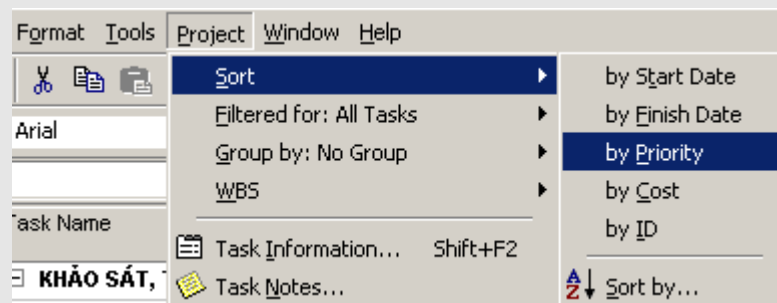 Format Tools Project Window Help
Sort
Filtered for: All Tasks
Group by: No Group
WBS
Task Information... Shift+F2
Task Notes...
by Start Date
by Finish Date
by Priority
by Cost
by ID
Sort by...
Arial
Task Name
KHẢO SÁT,